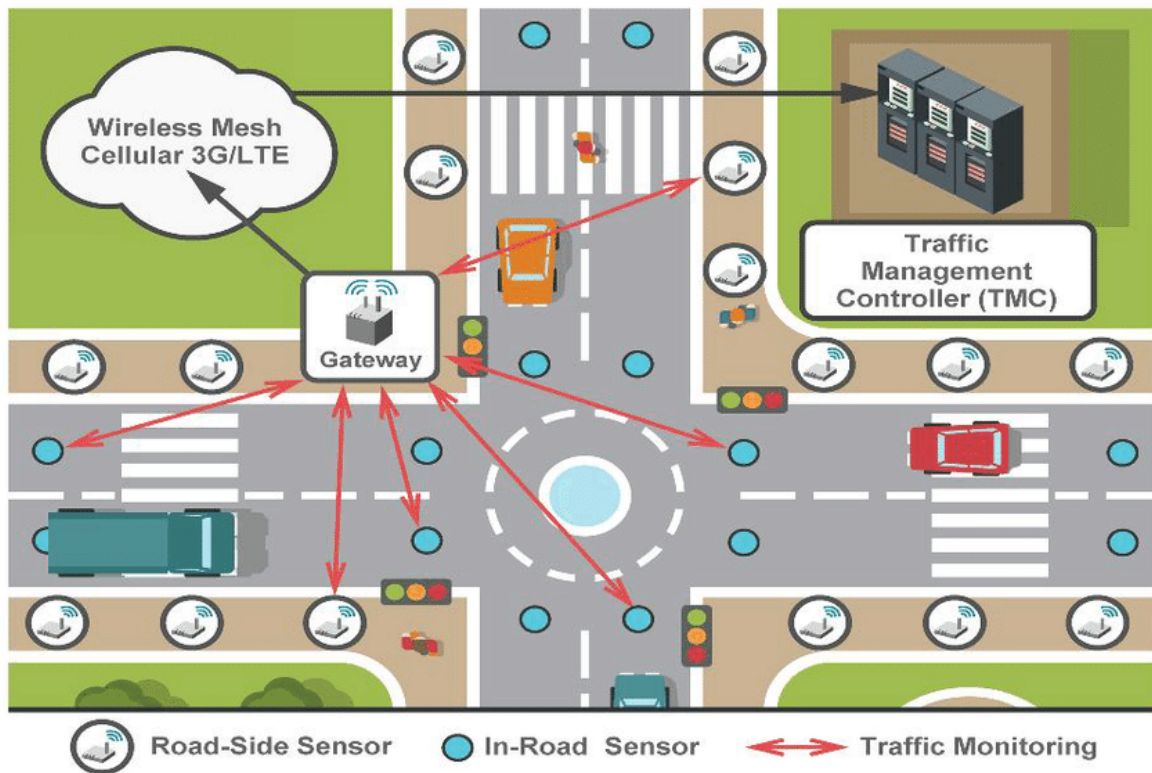 Wireless Mesh
Cellular 3G/LTE
Traffic
Management
Controller (TMC)
Gateway
Road-Side Sensor
In-Road Sensor
Traffic Monitoring